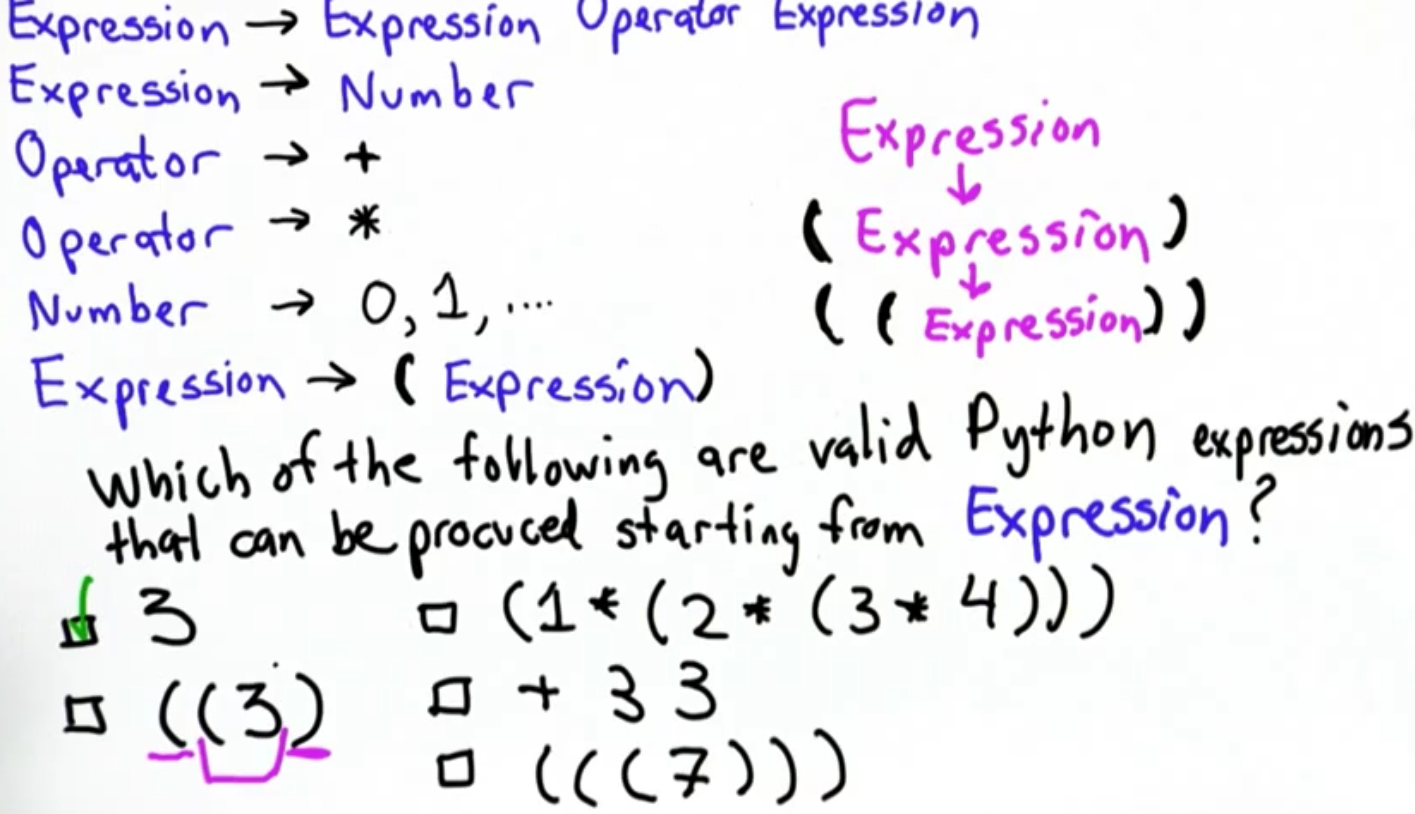 Expression → Expression Operator Expression
Expression → Number
Operator → +
Operator → *
Number → 0, 1, ....
Expression → ( Expression )
Expression
↓
( Expression )
↓
( ( Expression ) )
Which of the following are valid Python expressions
that can be procuced starting from Expression?
3
(1 * (2 * (3 * 4)))
((3)
+ 3 3
(((7)))